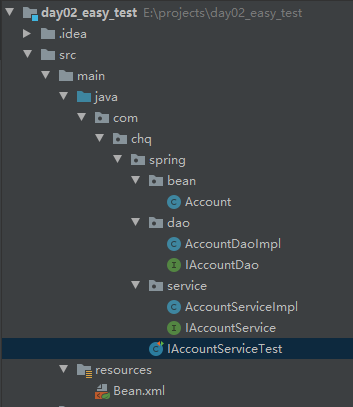 day02_easy_test E:\projects\day02_easy_test
.idea
src
main
java
com
chq
spring
bean
Account
dao
AccountDaoImpl
IAccountDao
service
AccountServiceImpl
IAccountService
IAccountServiceTest
resources
Bean.xml